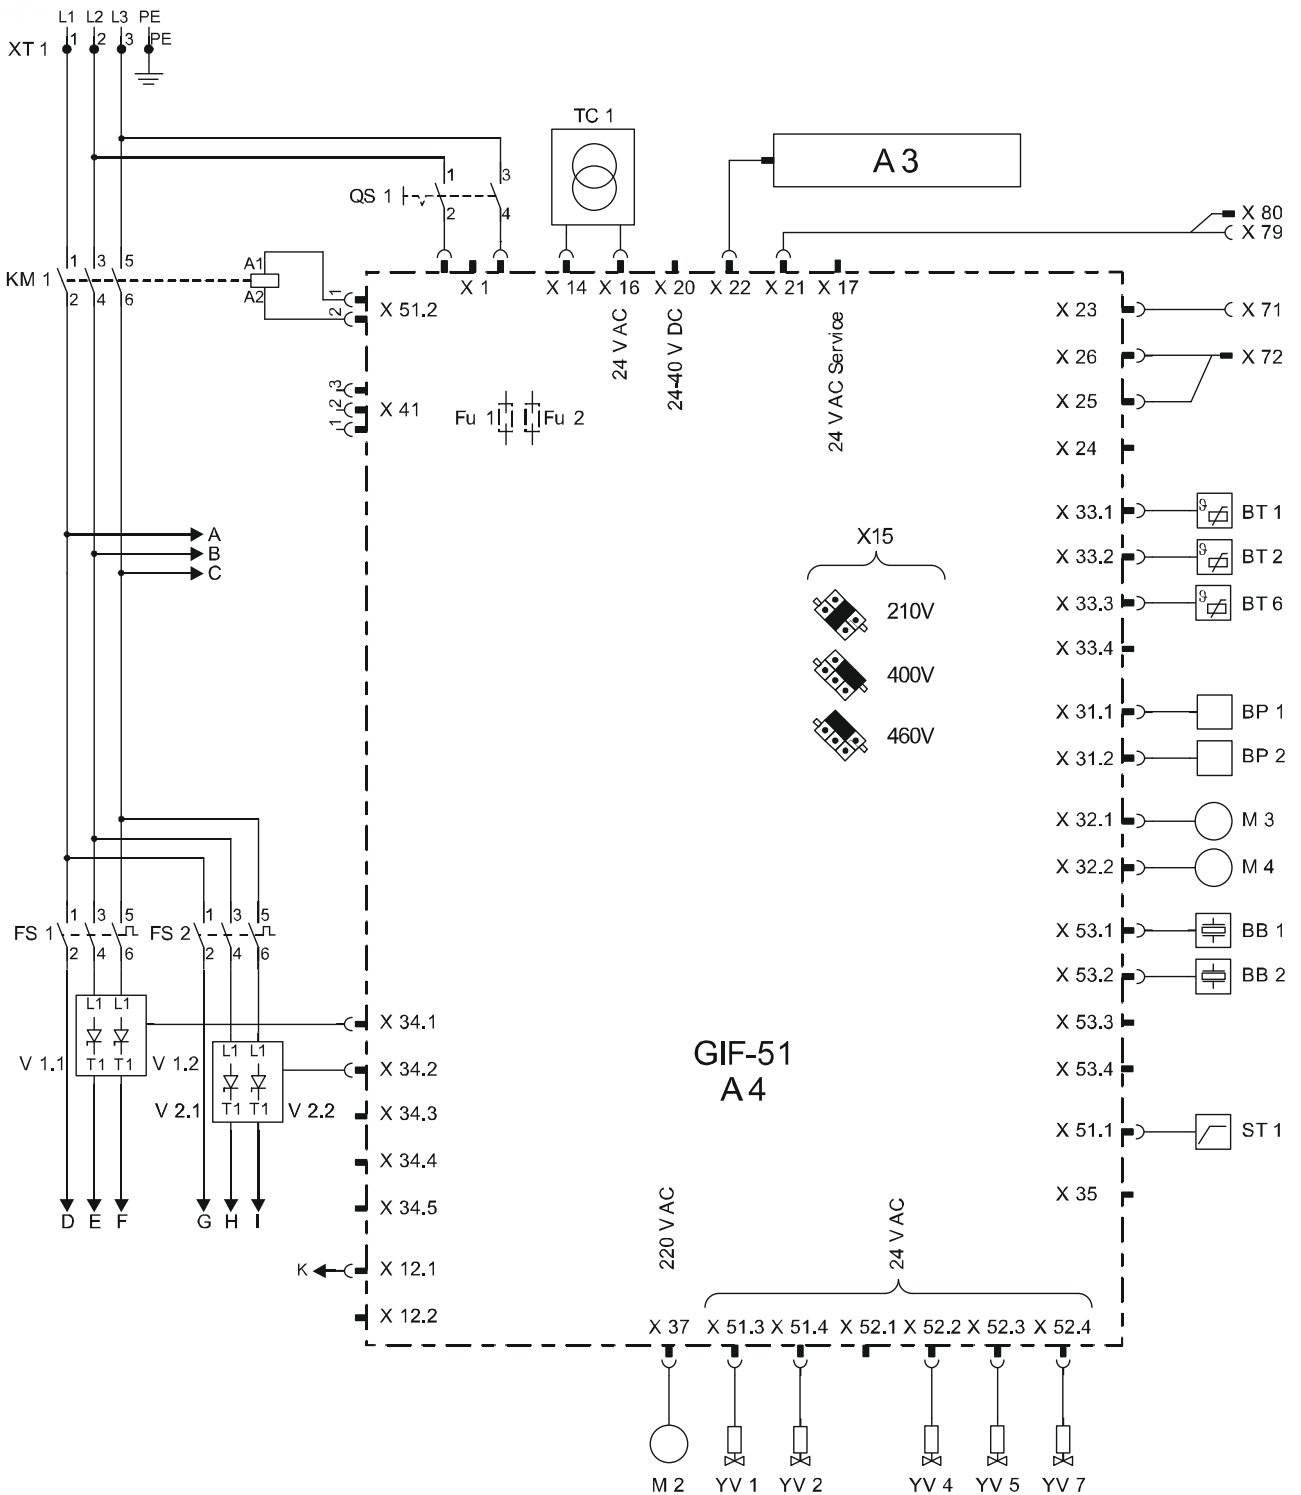 L1 L2 L3 PE
XT 1 1 2 3 PE
TC 1
A 3
1 3
QS 1
2 4
X 80
X 79
1 3 5
KM 1
2 4 6
A1
A2
1
2
X 51.2
X 1 X 14 X 16 X 20 X 22 X 21 X 17
24 V AC
24-40 V DC
24 V AC Service
X 23 X 71
X 26 X 72
X 25
X 24
3
2
1
X 41
Fu 1 Fu 2
A
B
C
X15
210V
400V
460V
X 33.1 BT 1
X 33.2 BT 2
X 33.3 BT 6
X 33.4
ϑ
ϑ
ϑ
X 31.1 BP 1
X 31.2 BP 2
X 32.1 M 3
X 32.2 M 4
X 53.1 BB 1
X 53.2 BB 2
X 53.3
X 53.4
X 51.1 ST 1
X 35
1 3 5 1 3 5
FS 1 FS 2
2 4 6 2 4 6
L1 L1
V 1.1 T1 T1 V 1.2
L1 L1
V 2.1 T1 T1 V 2.2
X 34.1
X 34.2
X 34.3
X 34.4
X 34.5
GIF-51
A 4
D E F G H I
K X 12.1
X 12.2
220 V AC
24 V AC
X 37 X 51.3 X 51.4 X 52.1 X 52.2 X 52.3 X 52.4
M 2 YV 1 YV 2 YV 4 YV 5 YV 7